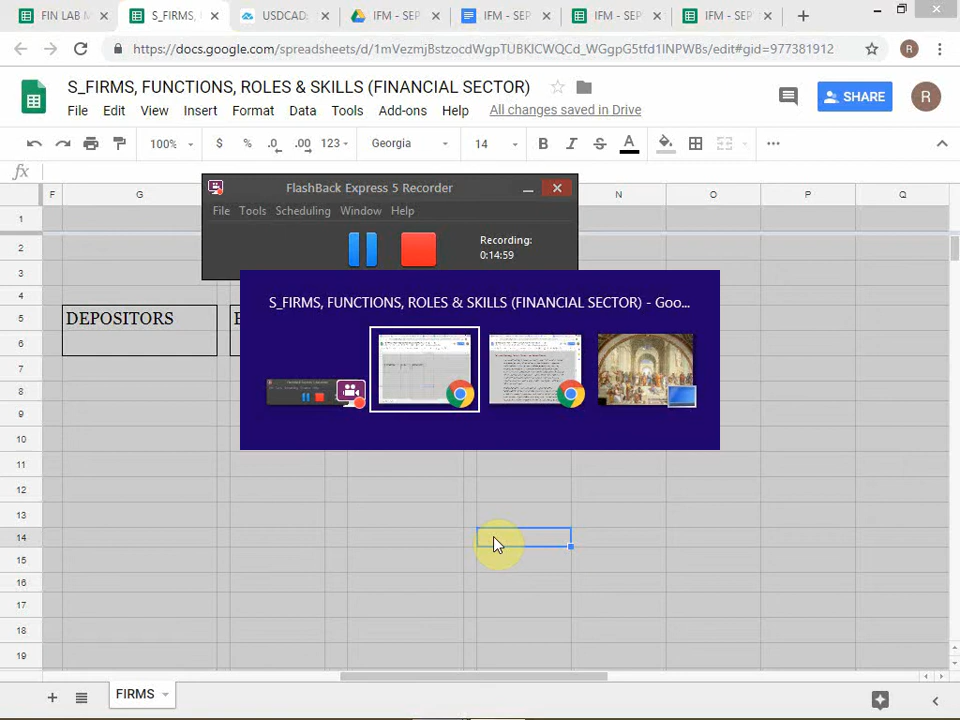 FIN LAB M
S_FIRMS,
USDCAD:
IFM - SEP
IFM - SEP
IFM - SEP
IFM - SEP
https://docs.google.com/spreadsheets/d/1mVezmjBstzocdWgpTUBKICWQCd_WGgpG5tfd1INPWBs/edit#gid=977381912
R
S_FIRMS, FUNCTIONS, ROLES & SKILLS (FINANCIAL SECTOR)
SHARE
R
File Edit View Insert Format Data Tools Add-ons Help All changes saved in Drive
100% $ % .0 .00 123 Georgia 14 B I S A
fx
F G N O P Q
FlashBack Express 5 Recorder
File Tools Scheduling Window Help
Recording:
0:14:59
S_FIRMS, FUNCTIONS, ROLES & SKILLS (FINANCIAL SECTOR) - Goo...
1
2
3
4
5 DEPOSITORS
6
7
8
9
10
11
12
13
14
15
16
17
18
19
FIRMS